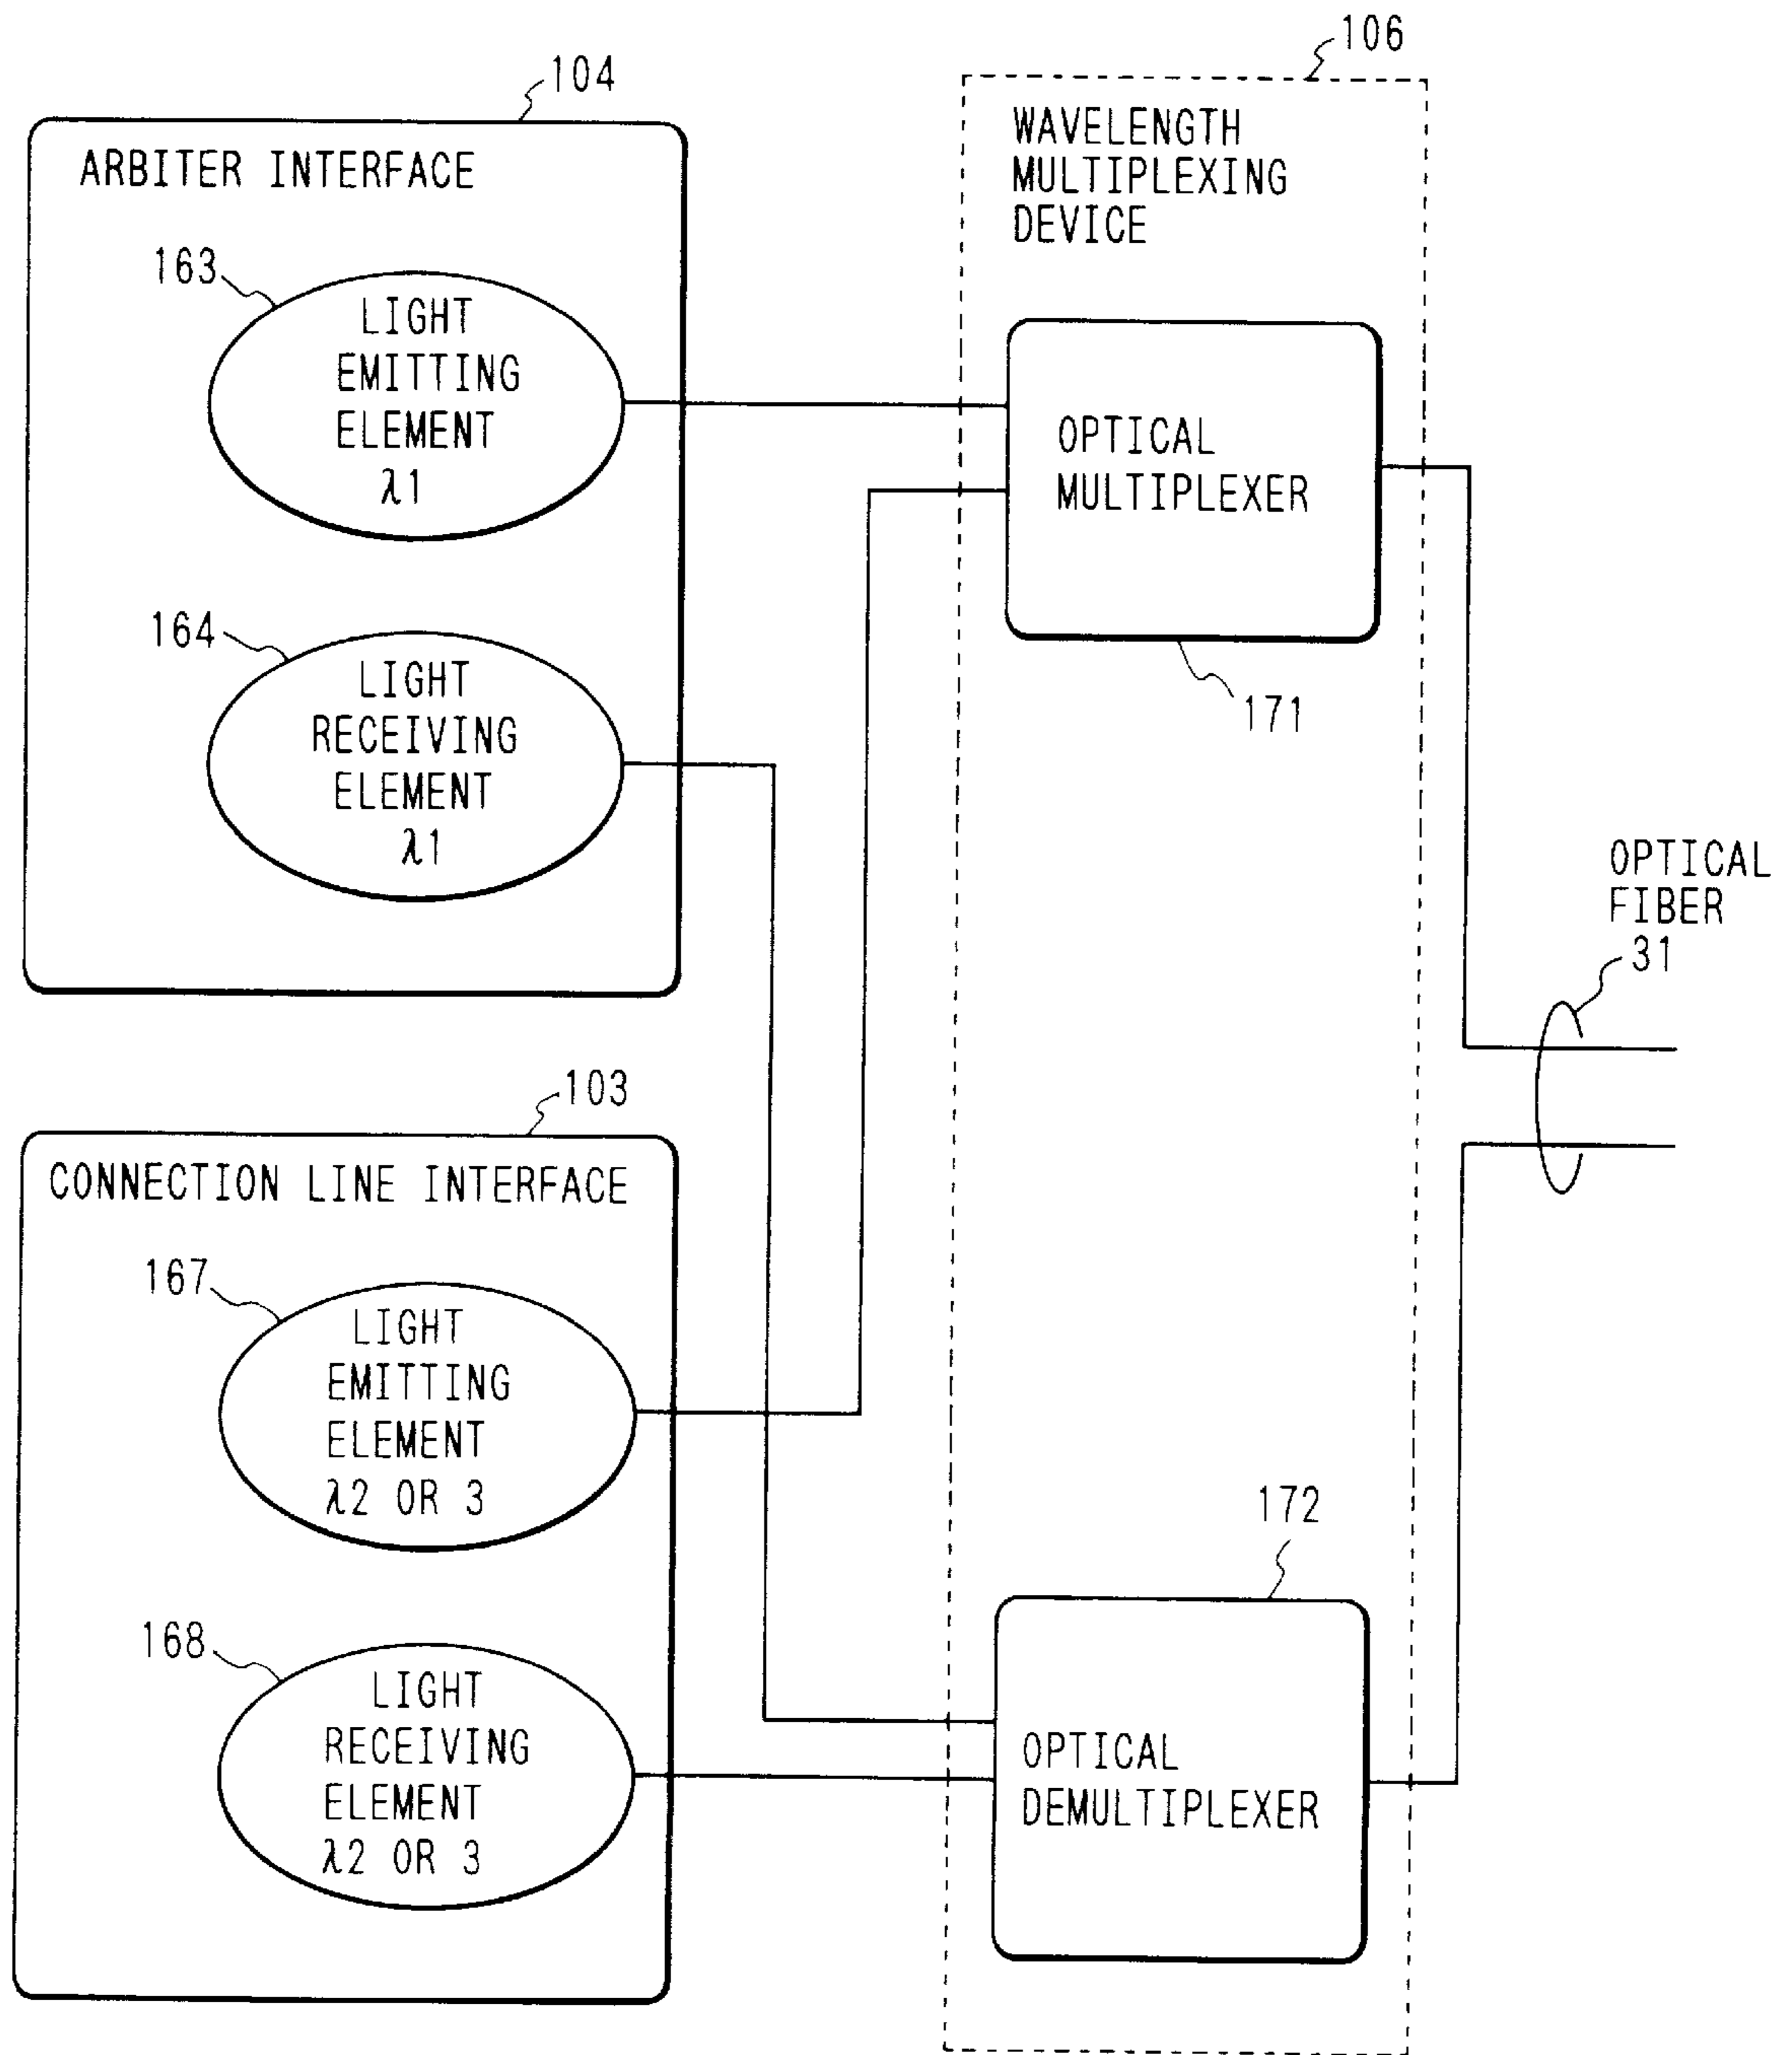 104
ARBITER INTERFACE
163
LIGHT
EMITTING
ELEMENT
λ1
164
LIGHT
RECEIVING
ELEMENT
λ1
106
WAVELENGTH
MULTIPLEXING
DEVICE
OPTICAL
MULTIPLEXER
171
OPTICAL
FIBER
31
103
CONNECTION LINE INTERFACE
167
LIGHT
EMITTING
ELEMENT
λ2 OR 3
168
LIGHT
RECEIVING
ELEMENT
λ2 OR 3
172
OPTICAL
DEMULTIPLEXER